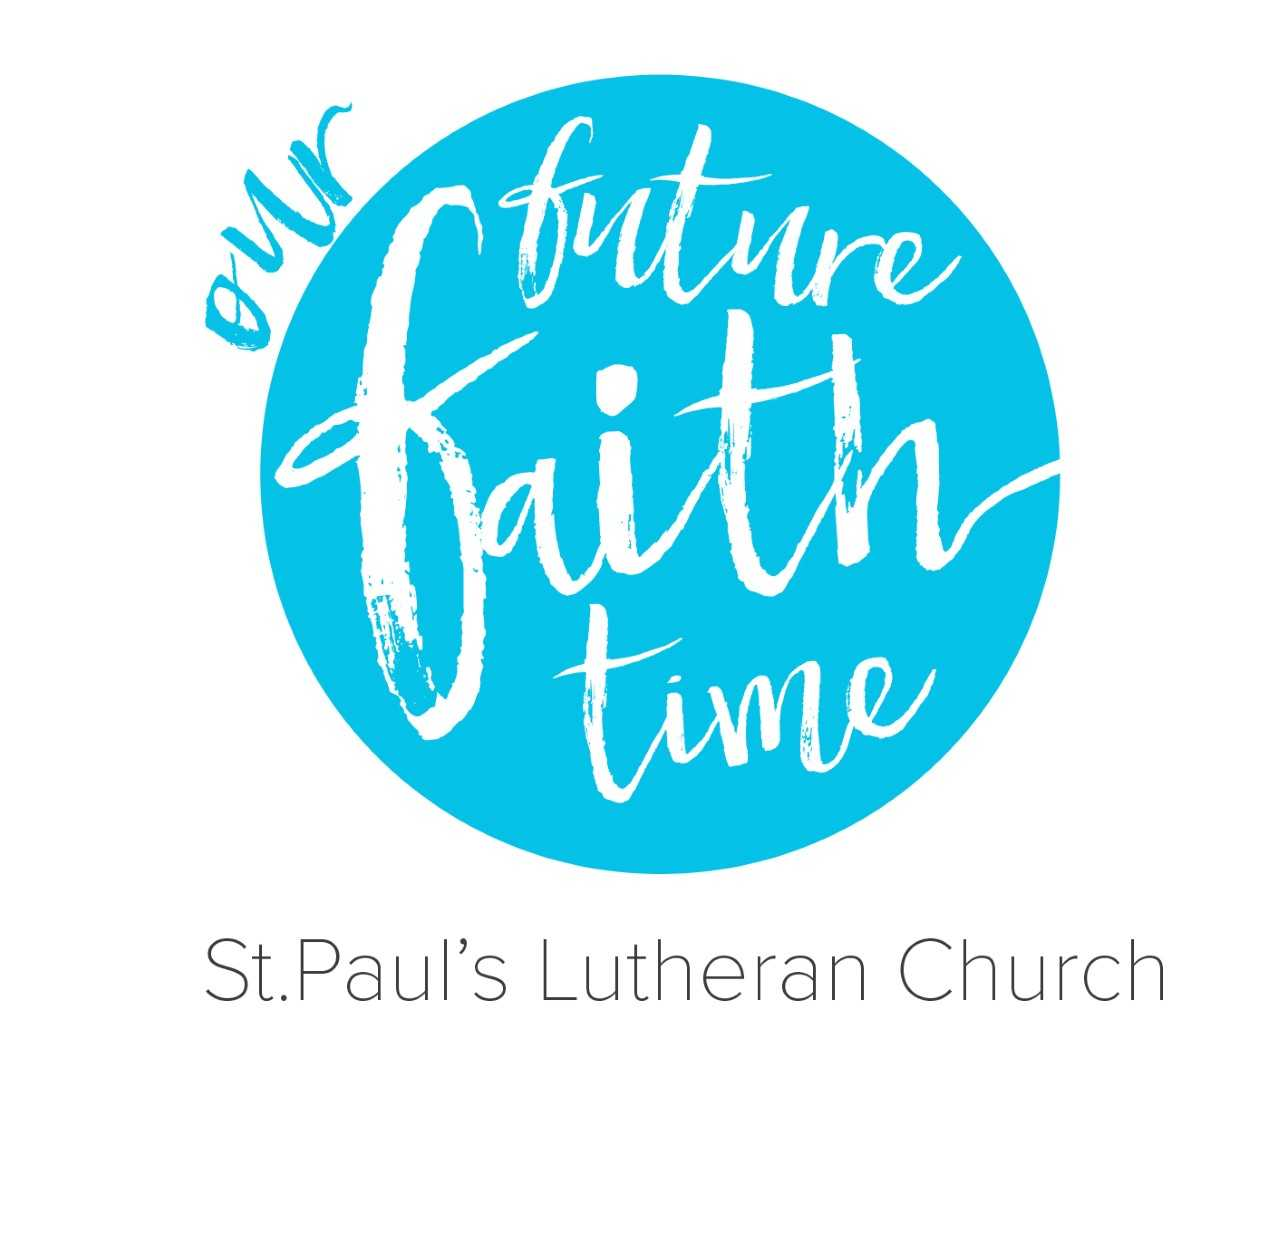 our
future
faith
time
St.Paul’s Lutheran Church